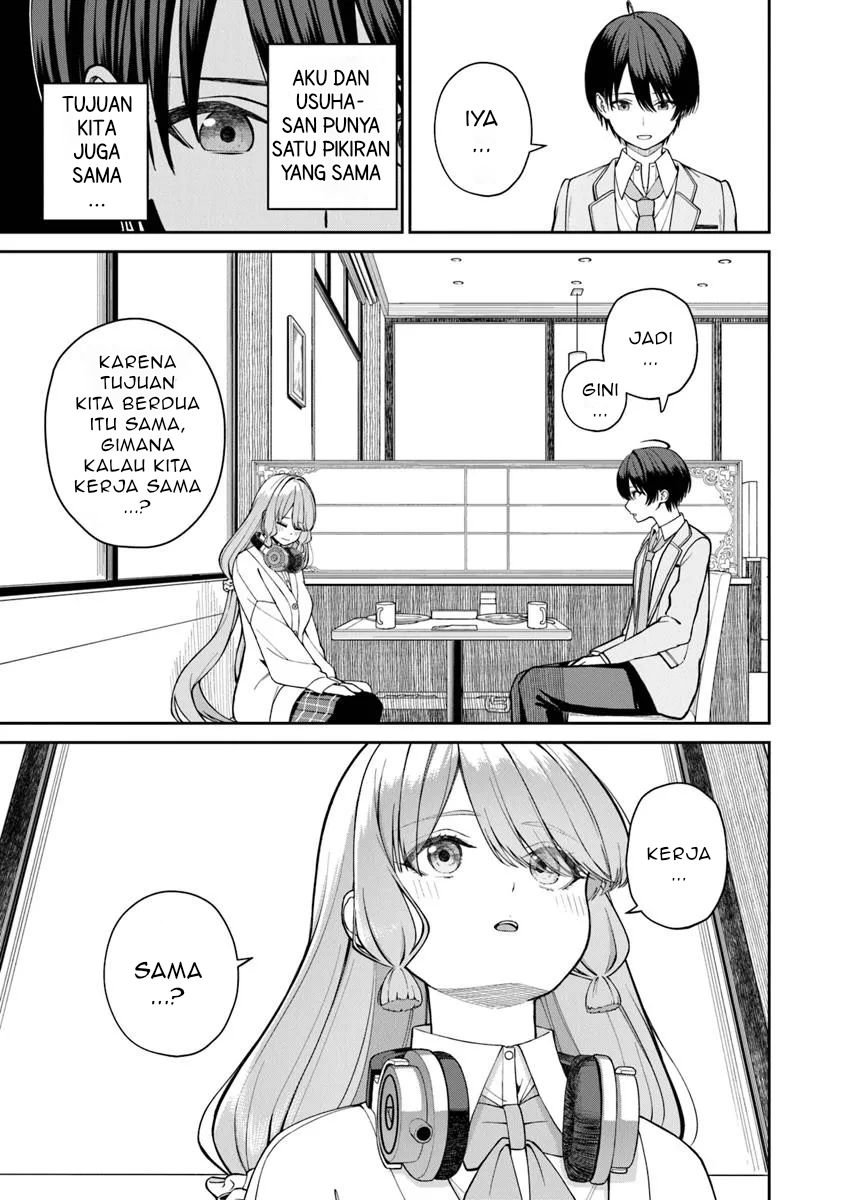 IYA
...
AKU DAN
USUHA-
SAN PUNYA
SATU PIKIRAN
YANG SAMA
TUJUAN
KITA
JUGA
SAMA
...
JADI
...
GINI
...
KARENA
TUJUAN
KITA BERDUA
ITU SAMA,
GIMANA
KALAU KITA
KERJA SAMA
...?
KERJA
...
SAMA
...?